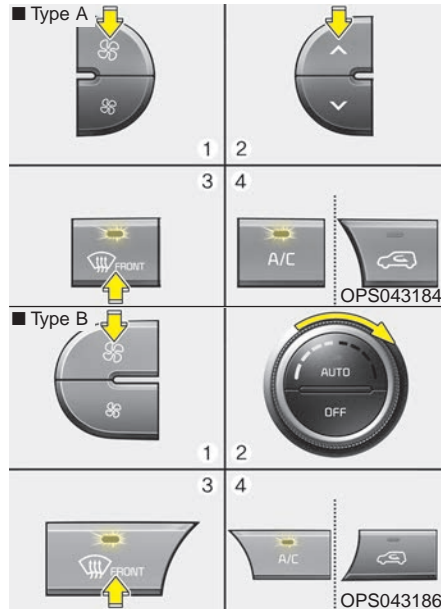 ■ Type A
1 2
3 4
FRONT
A/C
OPS043184
■ Type B
AUTO
OFF
1 2
3 4
FRONT
A/C
OPS043186